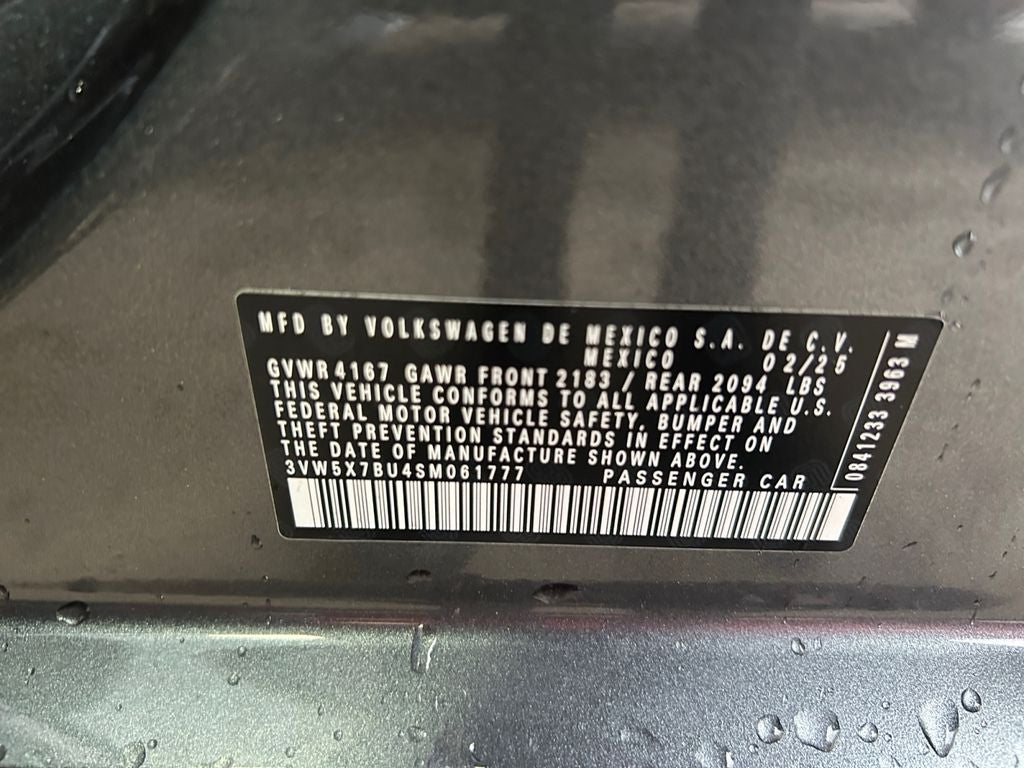 MFD BY VOLKSWAGEN DE MEXICO S.A. DE C.V.
MEXICO 02/25
GVWR 4167 GAWR FRONT 2183 / REAR 2094 LBS
THIS VEHICLE CONFORMS TO ALL APPLICABLE U.S.
FEDERAL MOTOR VEHICLE SAFETY, BUMPER AND
THEFT PREVENTION STANDARDS IN EFFECT ON
THE DATE OF MANUFACTURE SHOWN ABOVE.
3VW5X7BU4SM061777 PASSENGER CAR
0841233 3963 M